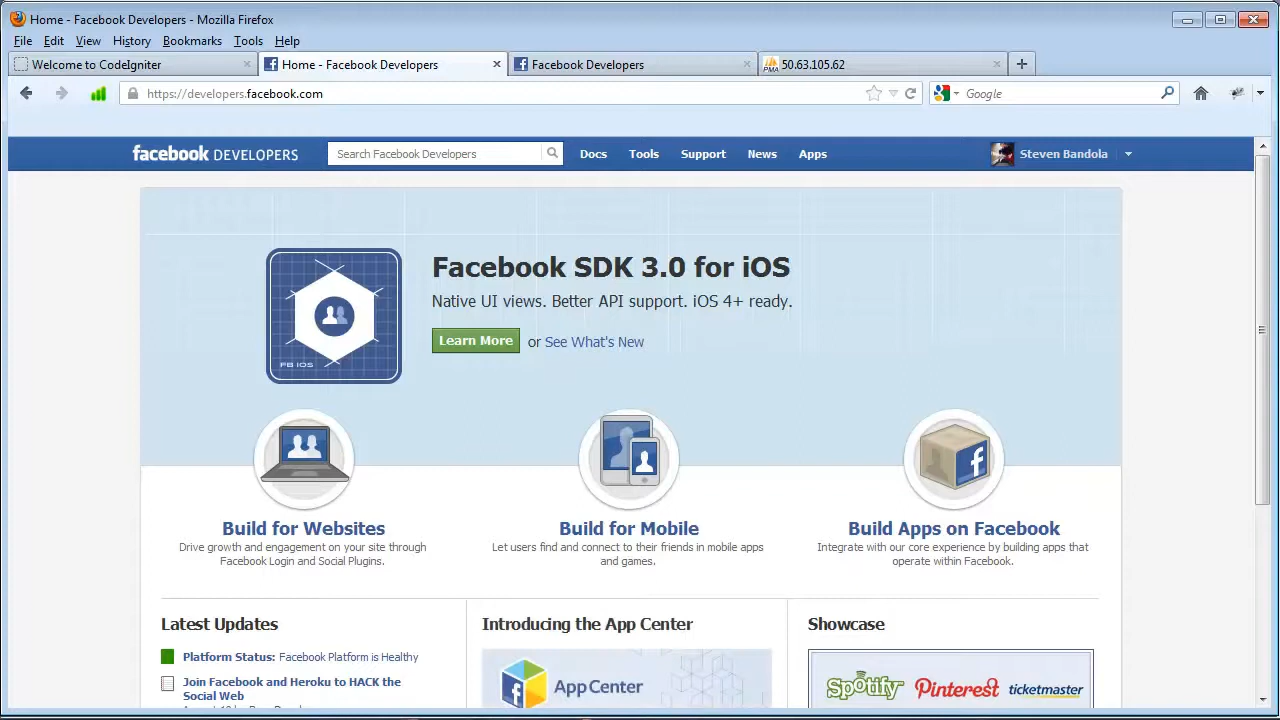 Home - Facebook Developers - Mozilla Firefox
File Edit View History Bookmarks Tools Help
Welcome to CodeIgniter
Home - Facebook Developers
Facebook Developers
PMA 50.63.105.62
https://developers.facebook.com
Google
facebook DEVELOPERS
Search Facebook Developers
Docs Tools Support News Apps
Steven Bandola
Facebook SDK 3.0 for iOS
Native UI views. Better API support. iOS 4+ ready.
Learn More or See What's New
FB iOS
Build for Websites
Drive growth and engagement on your site through
Facebook Login and Social Plugins.
Build for Mobile
Let users find and connect to their friends in mobile apps
and games.
Build Apps on Facebook
Integrate with our core experience by building apps that
operate within Facebook.
Latest Updates
Platform Status: Facebook Platform is Healthy
Join Facebook and Heroku to HACK the
Social Web
Introducing the App Center
AppCenter
Showcase
Spotify Pinterest ticketmaster